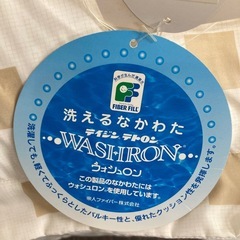 FIBER FILL
洗えるなかわた
テイジン テトロン
WASHRON
ウォシュロン
この製品のなかわたには
ウォシュロンを使用しています。
帝人ファイバー株式会社
洗濯しても、軽くてふっくらとしたバルキー性と、優れたクッション性を発揮します。